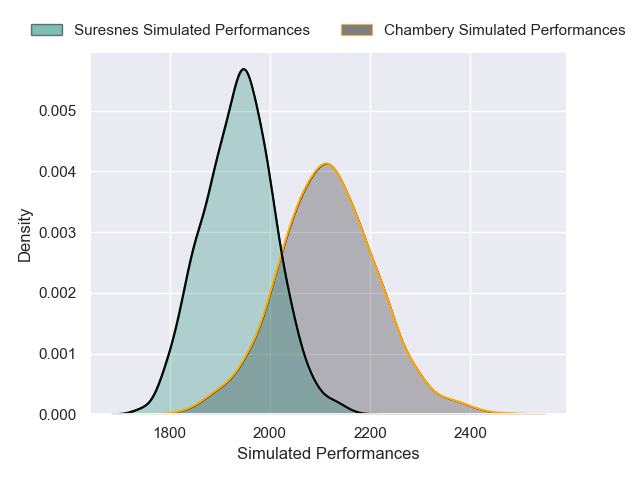 Suresnes Simulated Performances
Chambery Simulated Performances
0.005
0.004
0.003
0.002
0.001
0.000
Density
1800
2000
2200
2400
Simulated Performances